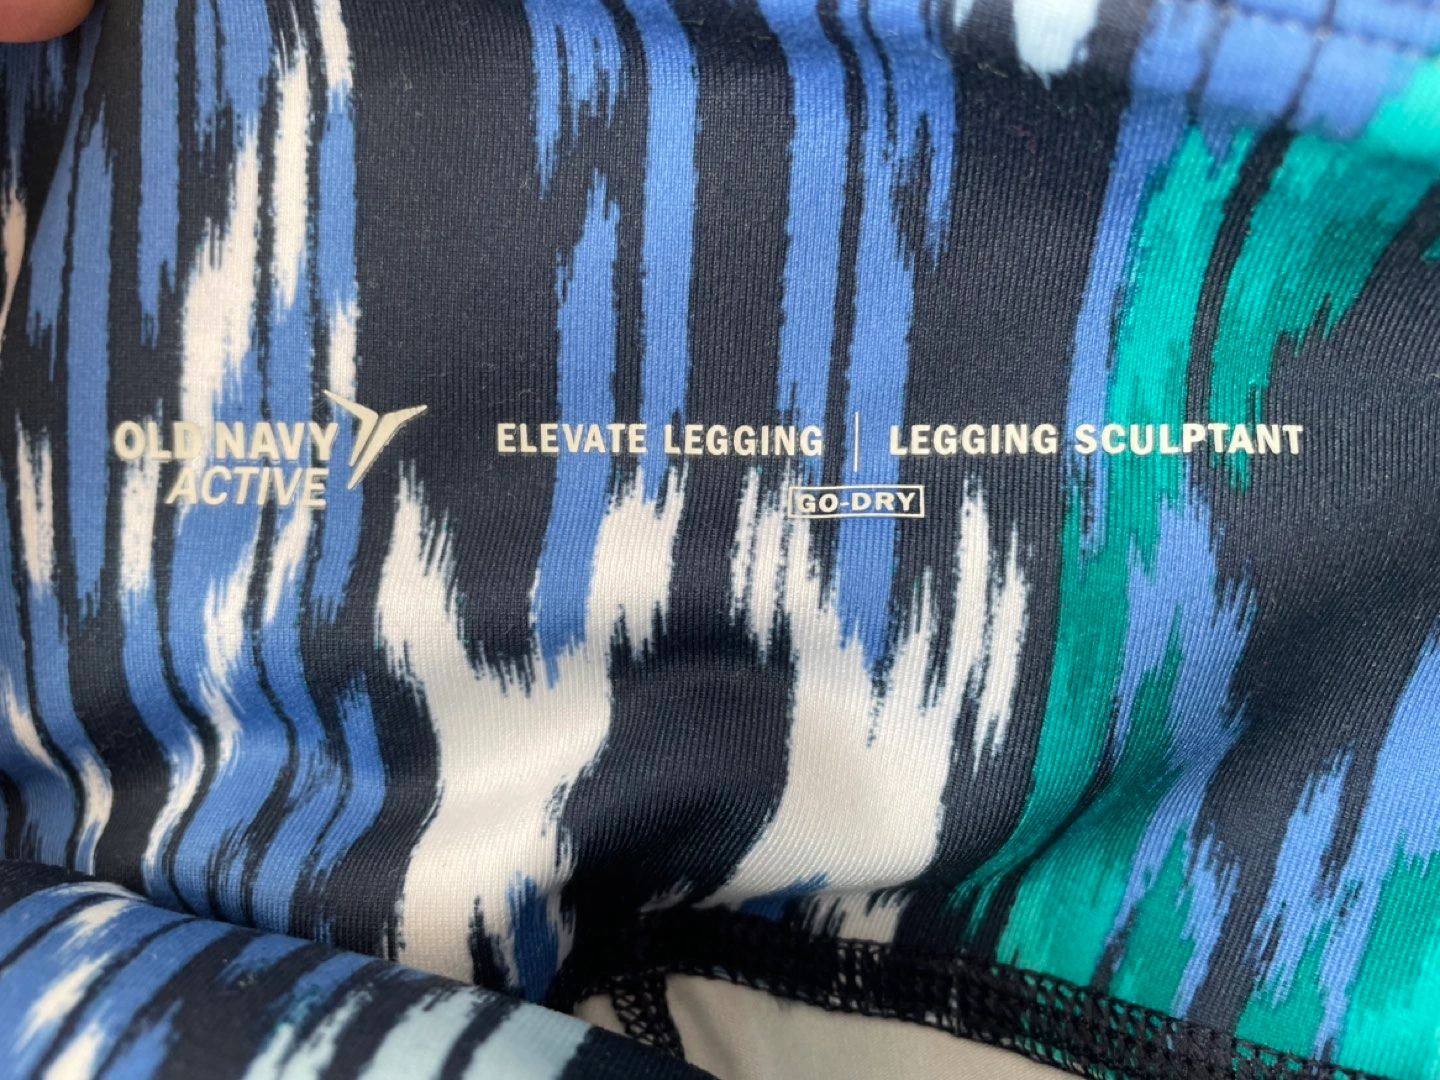 OLD NAVY
ACTIVE
ELEVATE LEGGING | LEGGING SCULPTANT
GO-DRY